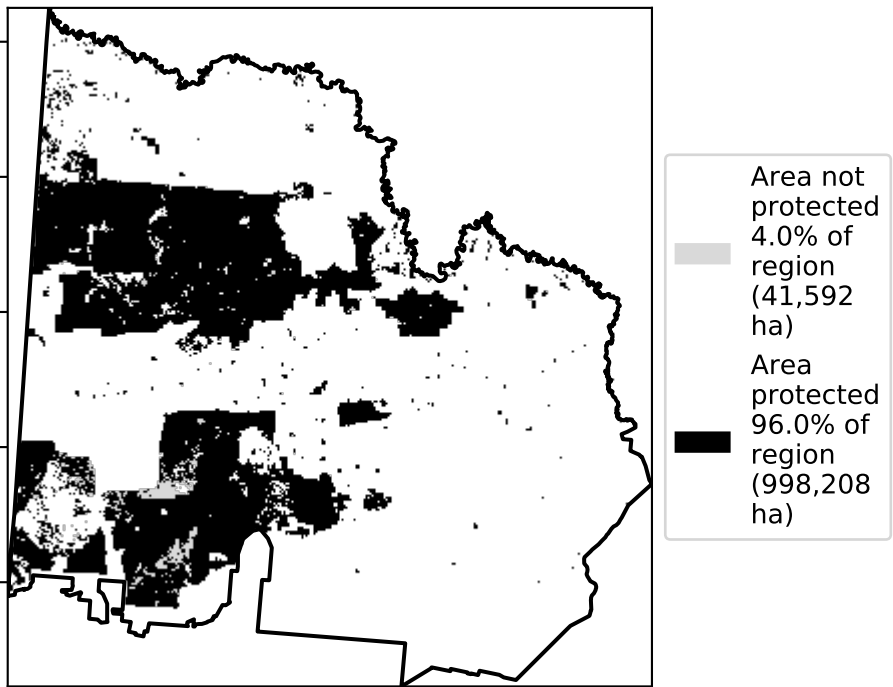 Area not
protected
4.0% of
region
(41,592
ha)
Area
protected
96.0% of
region
(998,208
ha)